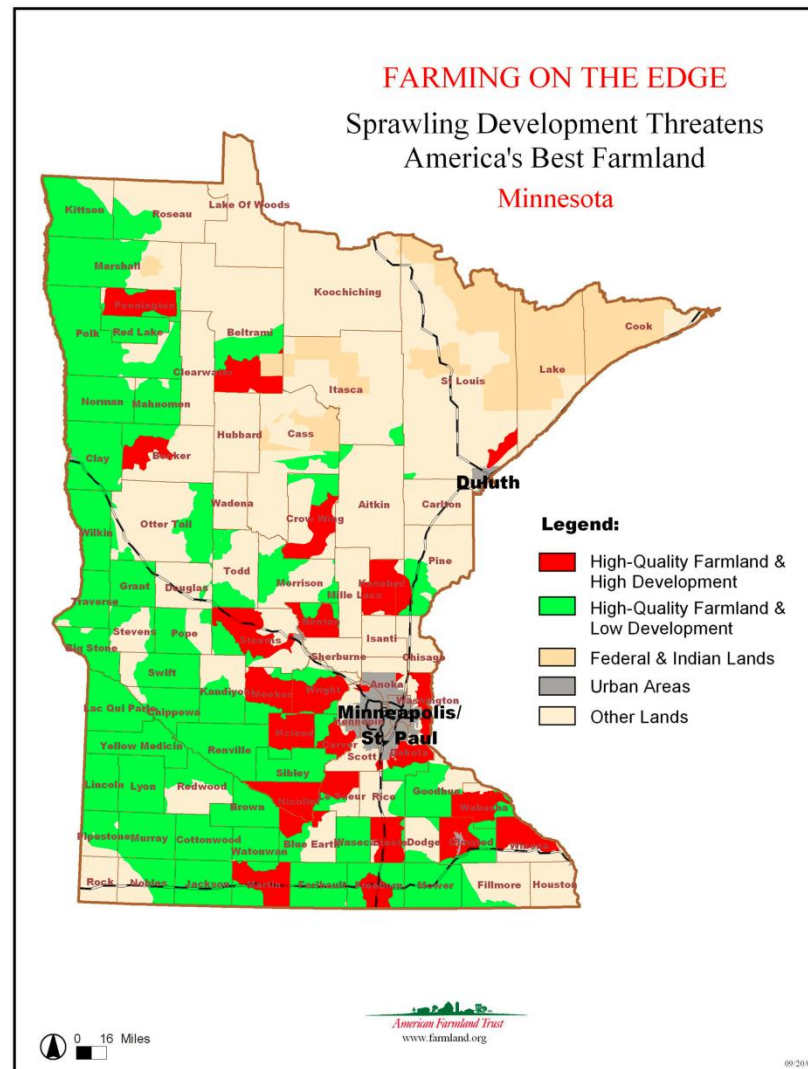 FARMING ON THE EDGE
Sprawling Development Threatens
America's Best Farmland
Minnesota
Kittson
Roseau
Lake Of Woods
Marshall
Koochiching
Pennington
Cook
Polk
Red Lake
Beltrami
Lake
Clearwater
St Louis
Itasca
Norman
Mahnomen
Hubbard
Cass
Clay
Becker
Duluth
Wadena
Aitkin
Carlton
Otter Tail
Crow Wing
Wilkin
Pine
Todd
Grant
Douglas
Morrison
Kanabec
Mille Lacs
Traverse
Benton
Stevens
Pope
Stearns
Isanti
Big Stone
Sherburne
Chisago
Swift
Anoka
Kandiyohi
Meeker
Wright
Washington
Lac Qui Parle
Chippewa
Hennepin
Minneapolis/
St. Paul
Mcleod
Carver
Dakota
Yellow Medicin
Renville
Scott
Sibley
Lincoln
Lyon
Redwood
Nicollet
Le Sueur
Rice
Goodhue
Wabasha
Brown
Pipestone
Murray
Cottonwood
Watonwan
Blue Earth
Waseca
Steele
Dodge
Olmsted
Winona
Rock
Nobles
Jackson
Martin
Faribault
Freeborn
Mower
Fillmore
Houston
Legend:
High-Quality Farmland &
High Development
High-Quality Farmland &
Low Development
Federal & Indian Lands
Urban Areas
Other Lands
0 16 Miles
American Farmland Trust
www.farmland.org